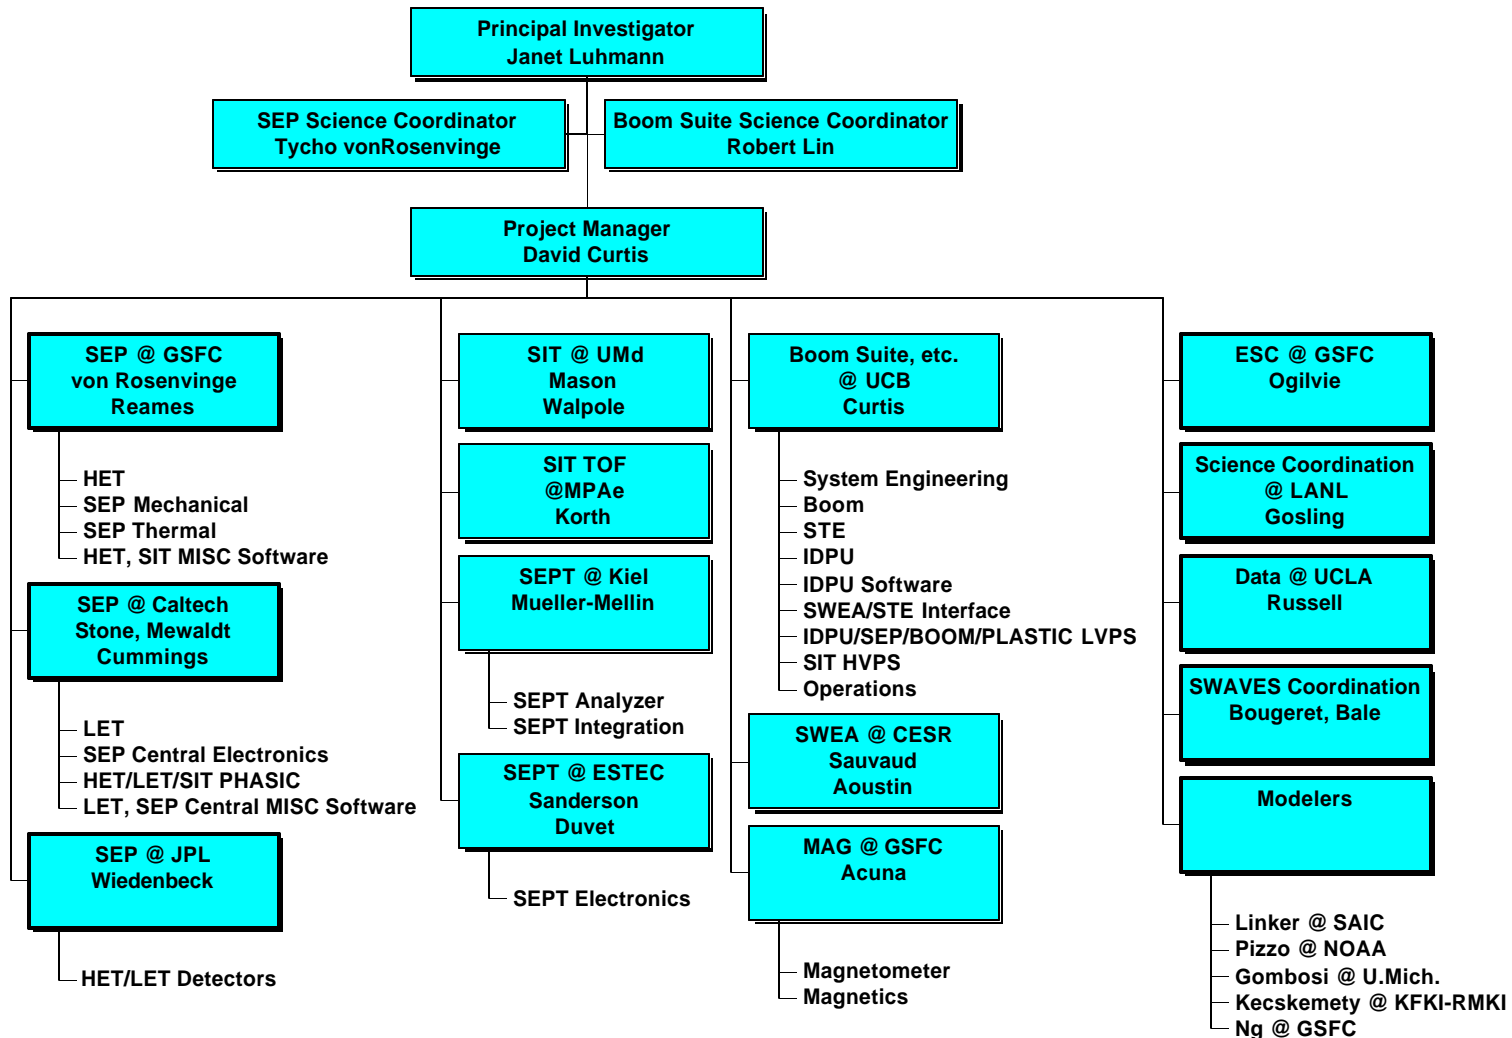 Principal Investigator
Janet Luhmann
SEP Science Coordinator
Tycho vonRosenvinge
Boom Suite Science Coordinator
Robert Lin
Project Manager
David Curtis
SEP @ GSFC
von Rosenvinge
Reames
HET
SEP Mechanical
SEP Thermal
HET, SIT MISC Software
SEP @ Caltech
Stone, Mewaldt
Cummings
LET
SEP Central Electronics
HET/LET/SIT PHASIC
LET, SEP Central MISC Software
SEP @ JPL
Wiedenbeck
HET/LET Detectors
SIT @ UMd
Mason
Walpole
SIT TOF
@MPAe
Korth
SEPT @ Kiel
Mueller-Mellin
SEPT Analyzer
SEPT Integration
SEPT @ ESTEC
Sanderson
Duvet
SEPT Electronics
Boom Suite, etc.
@ UCB
Curtis
System Engineering
Boom
STE
IDPU
IDPU Software
SWEA/STE Interface
IDPU/SEP/BOOM/PLASTIC LVPS
SIT HVPS
Operations
SWEA @ CESR
Sauvaud
Aoustin
MAG @ GSFC
Acuna
Magnetometer
Magnetics
ESC @ GSFC
Ogilvie
Science Coordination
@ LANL
Gosling
Data @ UCLA
Russell
SWAVES Coordination
Bougeret, Bale
Modelers
Linker @ SAIC
Pizzo @ NOAA
Gombosi @ U.Mich.
Kecskemety @ KFKI-RMKI
Ng @ GSFC